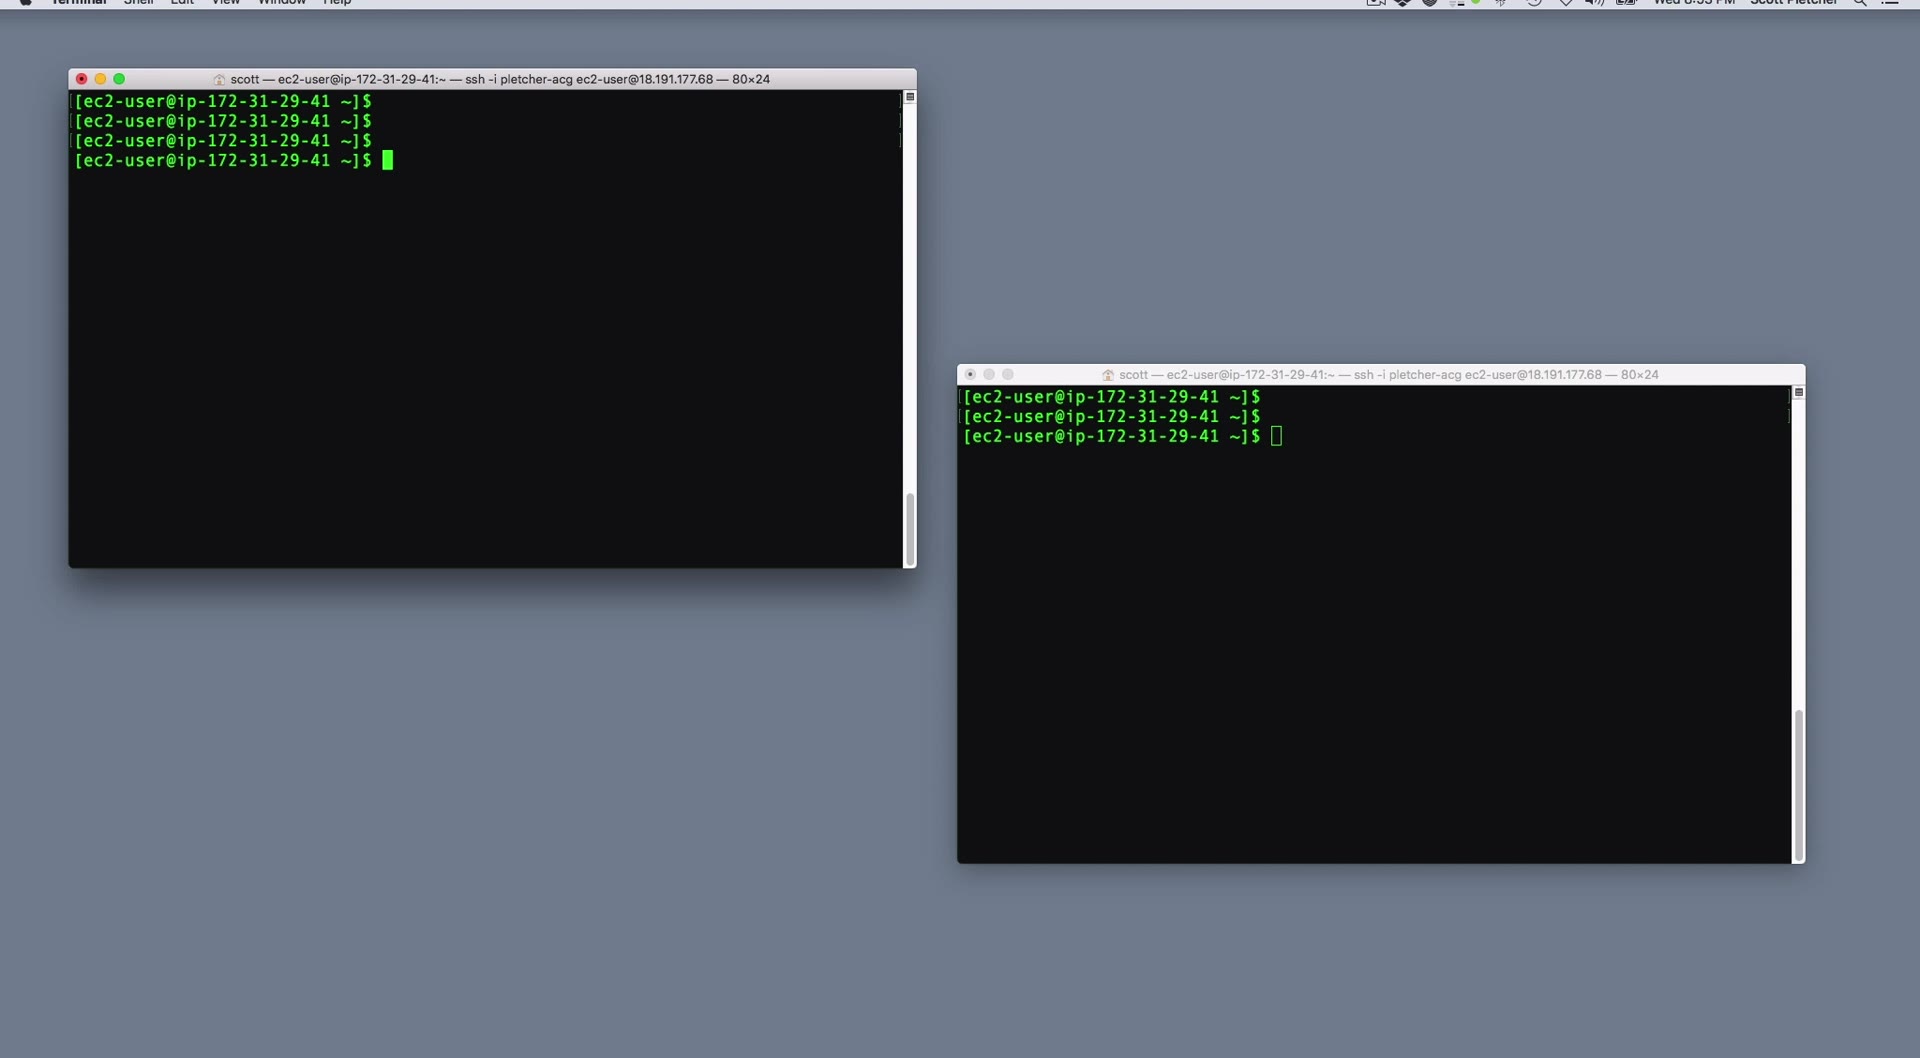 Terminal Shell Edit View Window Help Wed 8:53 PM Scott Pletcher
scott — ec2-user@ip-172-31-29-41:~ — ssh -i pletcher-acg ec2-user@18.191.177.68 — 80×24
[ec2-user@ip-172-31-29-41 ~]$
[ec2-user@ip-172-31-29-41 ~]$
[ec2-user@ip-172-31-29-41 ~]$
[ec2-user@ip-172-31-29-41 ~]$
scott — ec2-user@ip-172-31-29-41:~ — ssh -i pletcher-acg ec2-user@18.191.177.68 — 80×24
[ec2-user@ip-172-31-29-41 ~]$
[ec2-user@ip-172-31-29-41 ~]$
[ec2-user@ip-172-31-29-41 ~]$